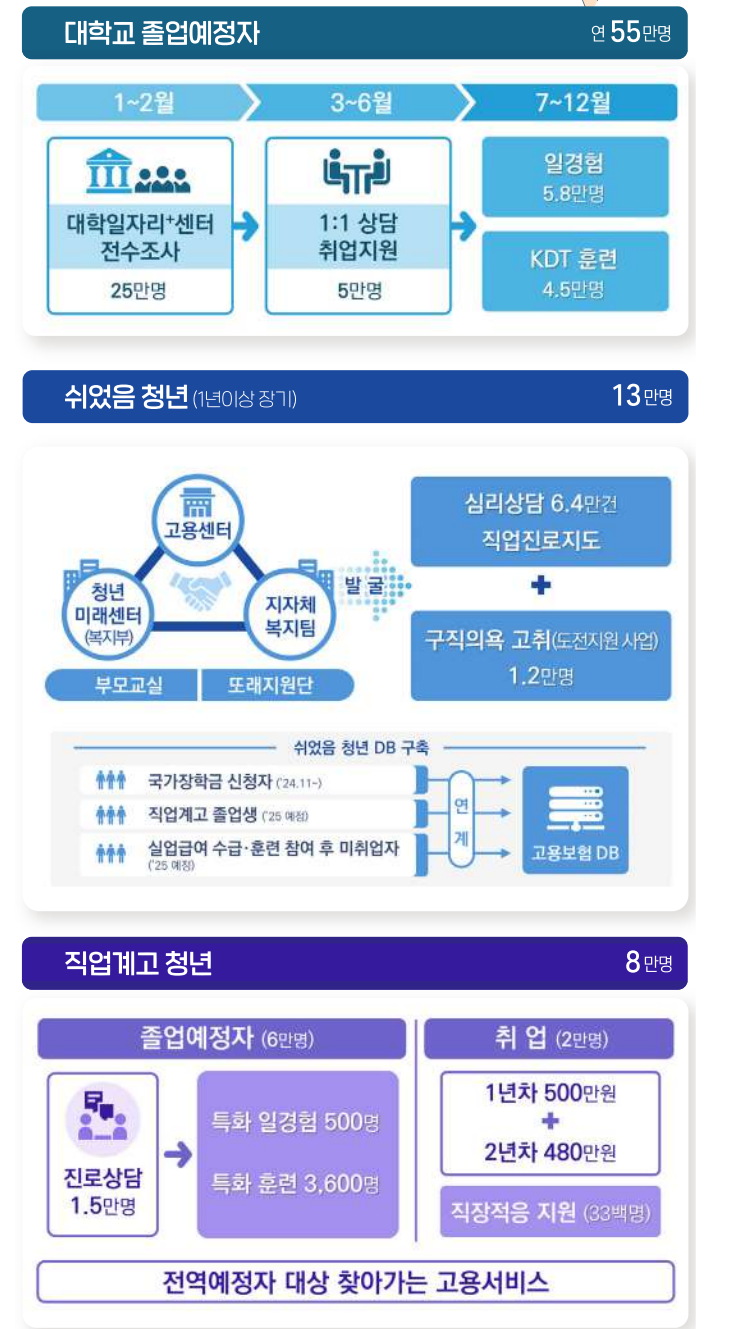 대학교 졸업예정자
연 55만명
1~2월
3~6월
7~12월
대학일자리+센터
전수조사
25만명
1:1 상담
취업지원
5만명
일경험
5.8만명
KDT 훈련
4.5만명
쉬었음 청년(1년이상 장기)
13만명
고용센터
청년
미래센터
(복지부)
지자체
복지팀
발굴
부모교실
또래지원단
심리상담 6.4만건
직업진로지도
+
구직의욕 고취(도전지원 사업)
1.2만명
쉬었음 청년 DB 구축
국가장학금 신청자 ('24.11~)
직업계고 졸업생 ('25 예정)
실업급여 수급·훈련 참여 후 미취업자
('25 예정)
연
계
고용보험 DB
직업계고 청년
8만명
졸업예정자 (6만명)
진로상담
1.5만명
특화 일경험 500명
특화 훈련 3,600명
취 업 (2만명)
1년차 500만원
+
2년차 480만원
직장적응 지원 (33백명)
전역예정자 대상 찾아가는 고용서비스